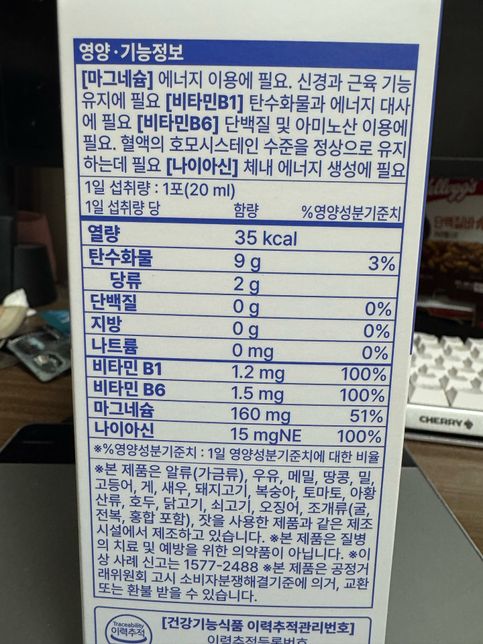 영양·기능정보
[마그네슘] 에너지 이용에 필요. 신경과 근육 기능
유지에 필요 [비타민B1] 탄수화물과 에너지 대사
에 필요 [비타민B6] 단백질 및 아미노산 이용에
필요. 혈액의 호모시스테인 수준을 정상으로 유지
하는데 필요 [나이아신] 체내 에너지 생성에 필요
1일 섭취량 : 1포(20 ml)
1일 섭취량 당 함량 %영양성분기준치
열량 35 kcal
탄수화물 9 g 3%
당류 2 g
단백질 0 g 0%
지방 0 g 0%
나트륨 0 mg 0%
비타민 B1 1.2 mg 100%
비타민 B6 1.5 mg 100%
마그네슘 160 mg 51%
나이아신 15 mgNE 100%
※%영양성분기준치 : 1일 영양성분기준치에 대한 비율
※본 제품은 알류(가금류), 우유, 메밀, 땅콩, 밀,
고등어, 게, 새우, 돼지고기, 복숭아, 토마토, 아황
산류, 호두, 닭고기, 쇠고기, 오징어, 조개류(굴,
전복, 홍합 포함), 잣을 사용한 제품과 같은 제조
시설에서 제조하고 있습니다. ※본 제품은 질병
의 치료 및 예방을 위한 의약품이 아닙니다. ※이
상 사례 신고는 1577-2488 ※본 제품은 공정거
래위원회 고시 소비자분쟁해결기준에 의거, 교환
또는 환불 받을 수 있습니다.
Traceability
이력추적
[건강기능식품 이력추적관리번호]
이력추적등록번호
Kellogg's
단백질바
CHERRY